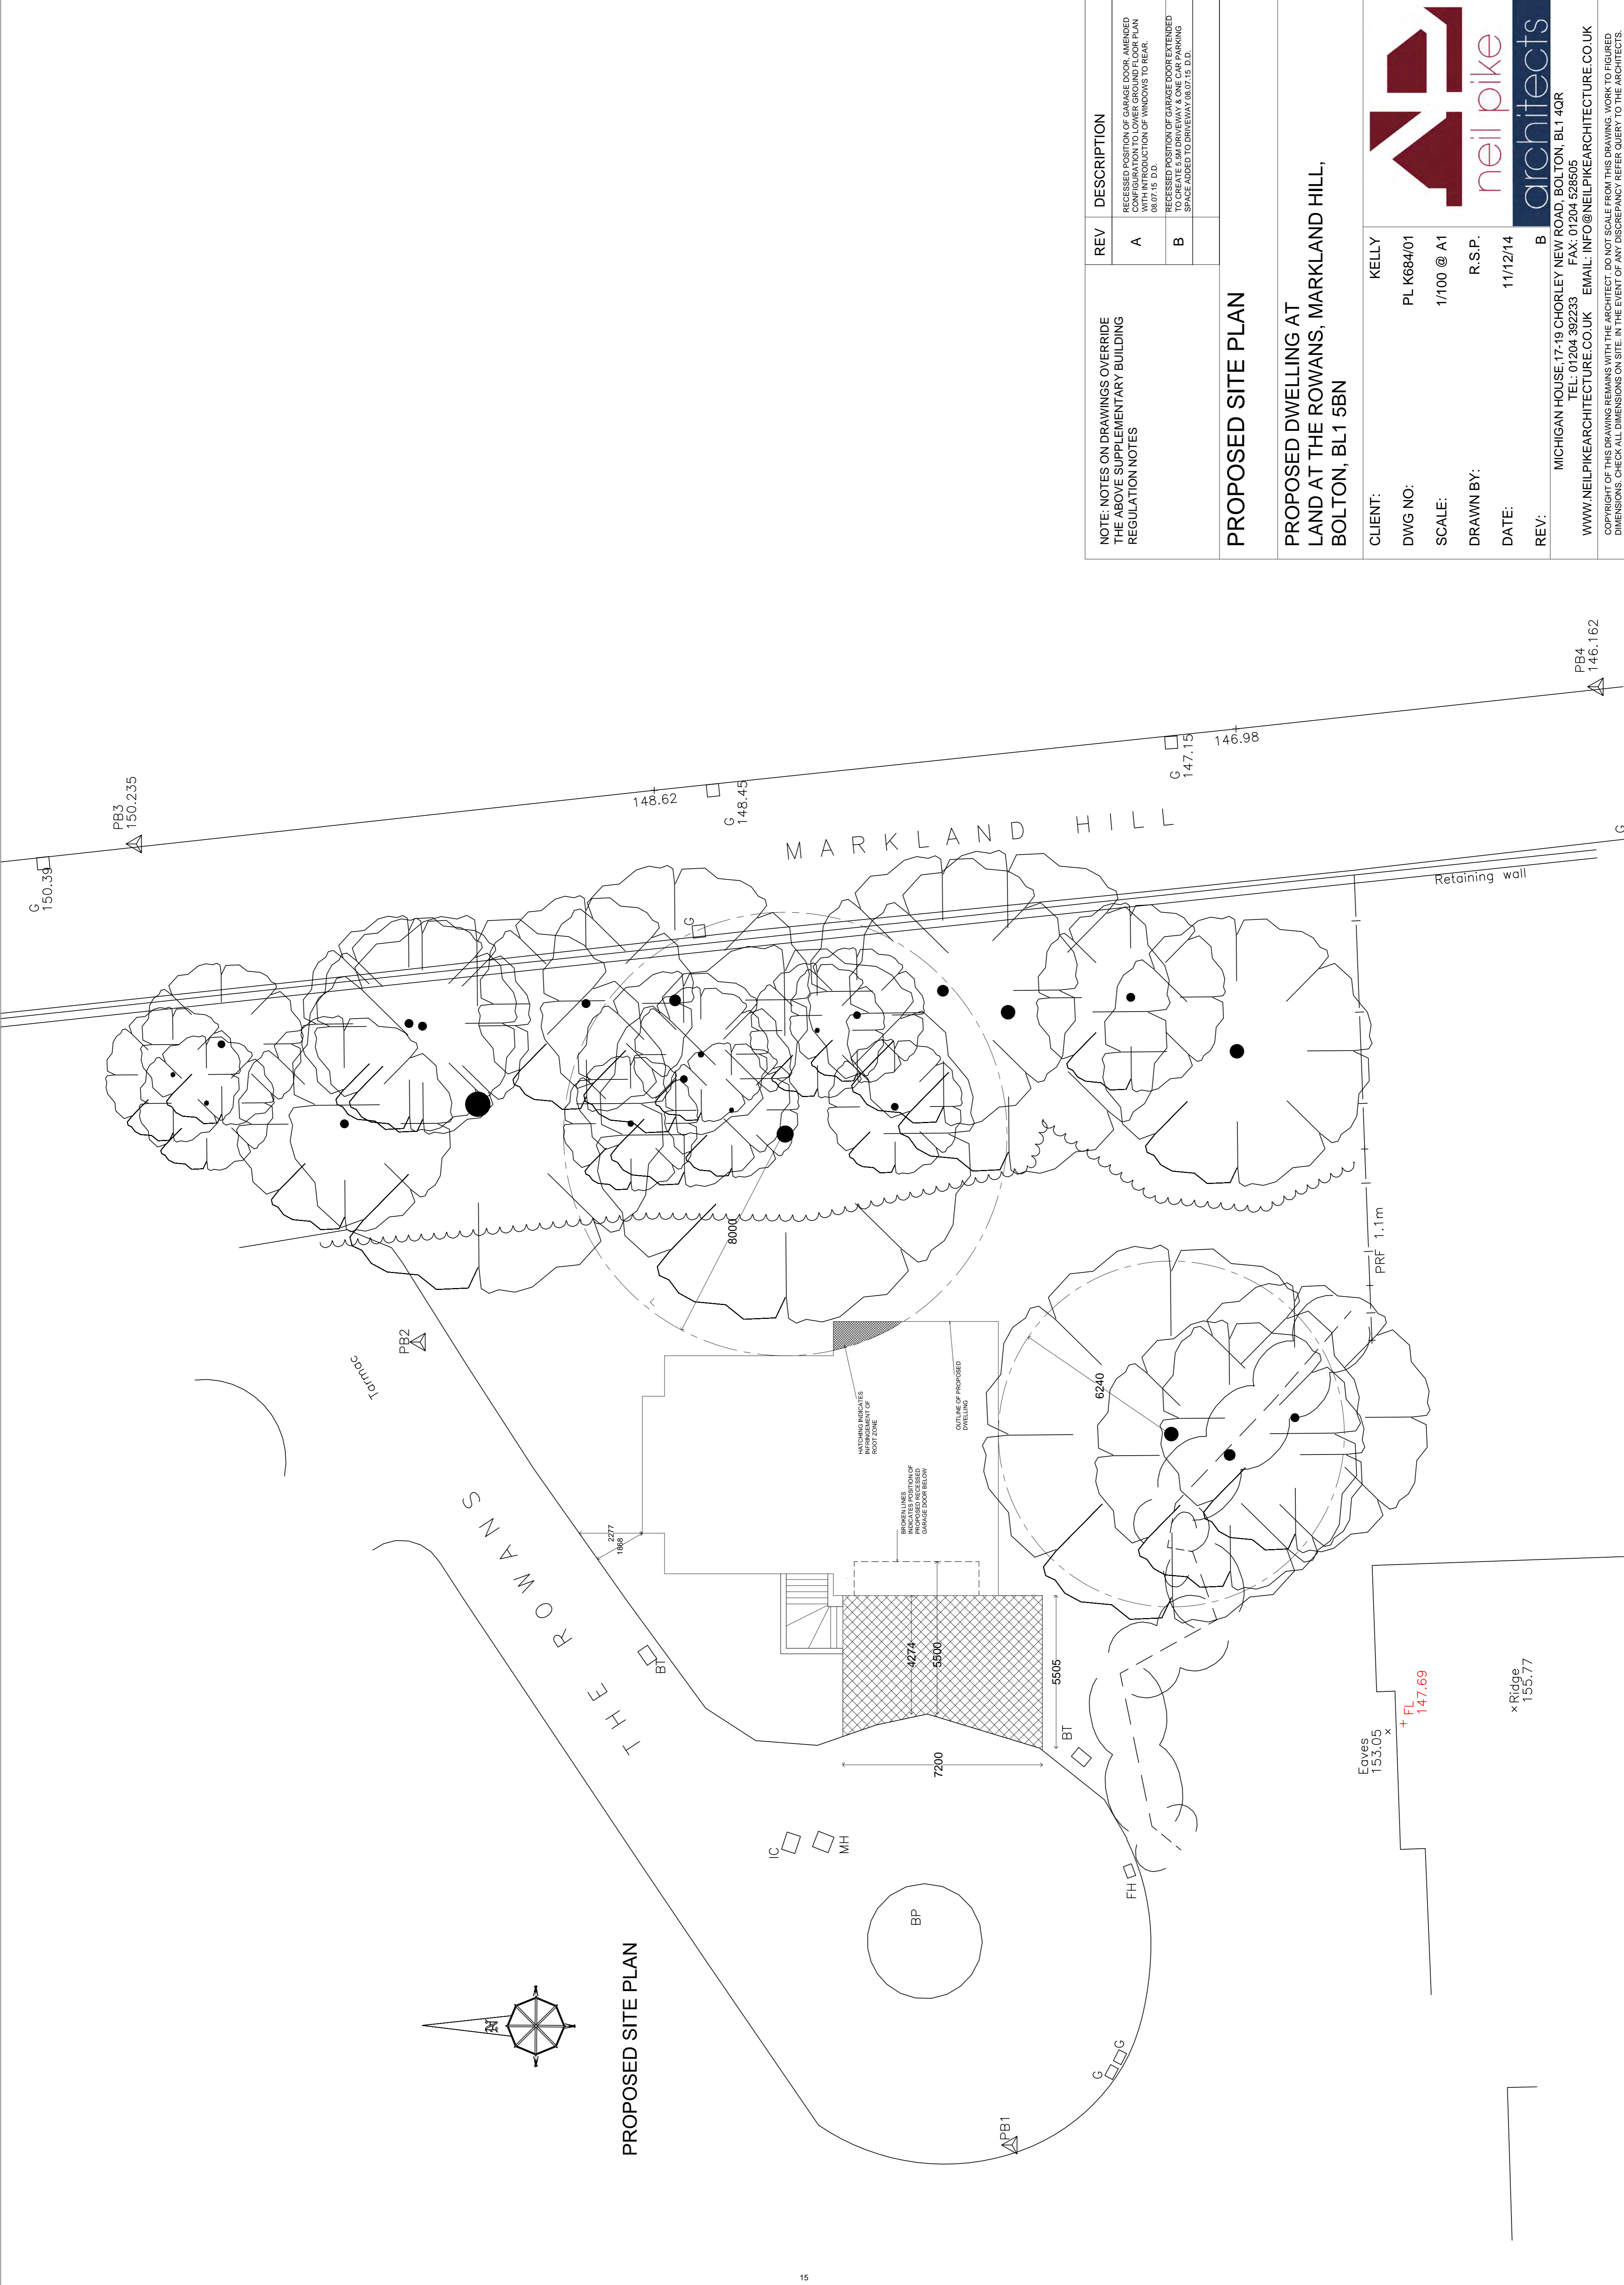 NOTE: NOTES ON DRAWINGS OVERRIDE
THE ABOVE SUPPLEMENTARY BUILDING
REGULATION NOTES
REV DESCRIPTION
A
RECESSED POSITION OF GARAGE DOOR. AMENDED
CONFIGURATION TO LOWER GROUND FLOOR PLAN
WITH INTRODUCTION OF WINDOWS TO REAR.
08.07.15 D.D.
B
RECESSED POSITION OF GARAGE DOOR EXTENDED
TO CREATE 5.5M DRIVEWAY & ONE CAR PARKING
SPACE ADDED TO DRIVEWAY 08.07.15 D.D.
PROPOSED SITE PLAN
PROPOSED DWELLING AT
LAND AT THE ROWANS, MARKLAND HILL,
BOLTON, BL1 5BN
CLIENT: KELLY
DWG NO: PL K684/01
SCALE: 1/100 @ A1
DRAWN BY: R.S.P.
DATE: 11/12/14
REV: B
neil pike
architects
MICHIGAN HOUSE,17-19 CHORLEY NEW ROAD, BOLTON, BL1 4QR
TEL: 01204 392233 FAX: 01204 528505
WWW.NEILPIKEARCHITECTURE.CO.UK EMAIL: INFO@NEILPIKEARCHITECTURE.CO.UK
COPYRIGHT OF THIS DRAWING REMAINS WITH THE ARCHITECT. DO NOT SCALE FROM THIS DRAWING. WORK TO FIGURED
DIMENSIONS. CHECK ALL DIMENSIONS ON SITE. IN THE EVENT OF ANY DISCREPANCY REFER QUERY TO THE ARCHITECTS.
G
150.39
PB3
150.235
148.62
G
148.45
G
147.15
146.98
PB4
146.162
MARKLAND HILL
Retaining wall
G
G
PB2
Tarmac
8000
PRF 1.1m
6240
HATCHING INDICATES
INFRINGEMENT OF
ROOT ZONE
OUTLINE OF PROPOSED
DWELLING
BROKEN LINES
INDICATES POSITION OF
PROPOSED RECESSED
GARAGE DOOR BELOW
2277
1868
THE ROWANS
BT
4274
5500
5505
7200
BT
IC
MH
BP
FH
G
G
PB1
Eaves
153.05
FL
147.69
Ridge
155.77
N
PROPOSED SITE PLAN
15